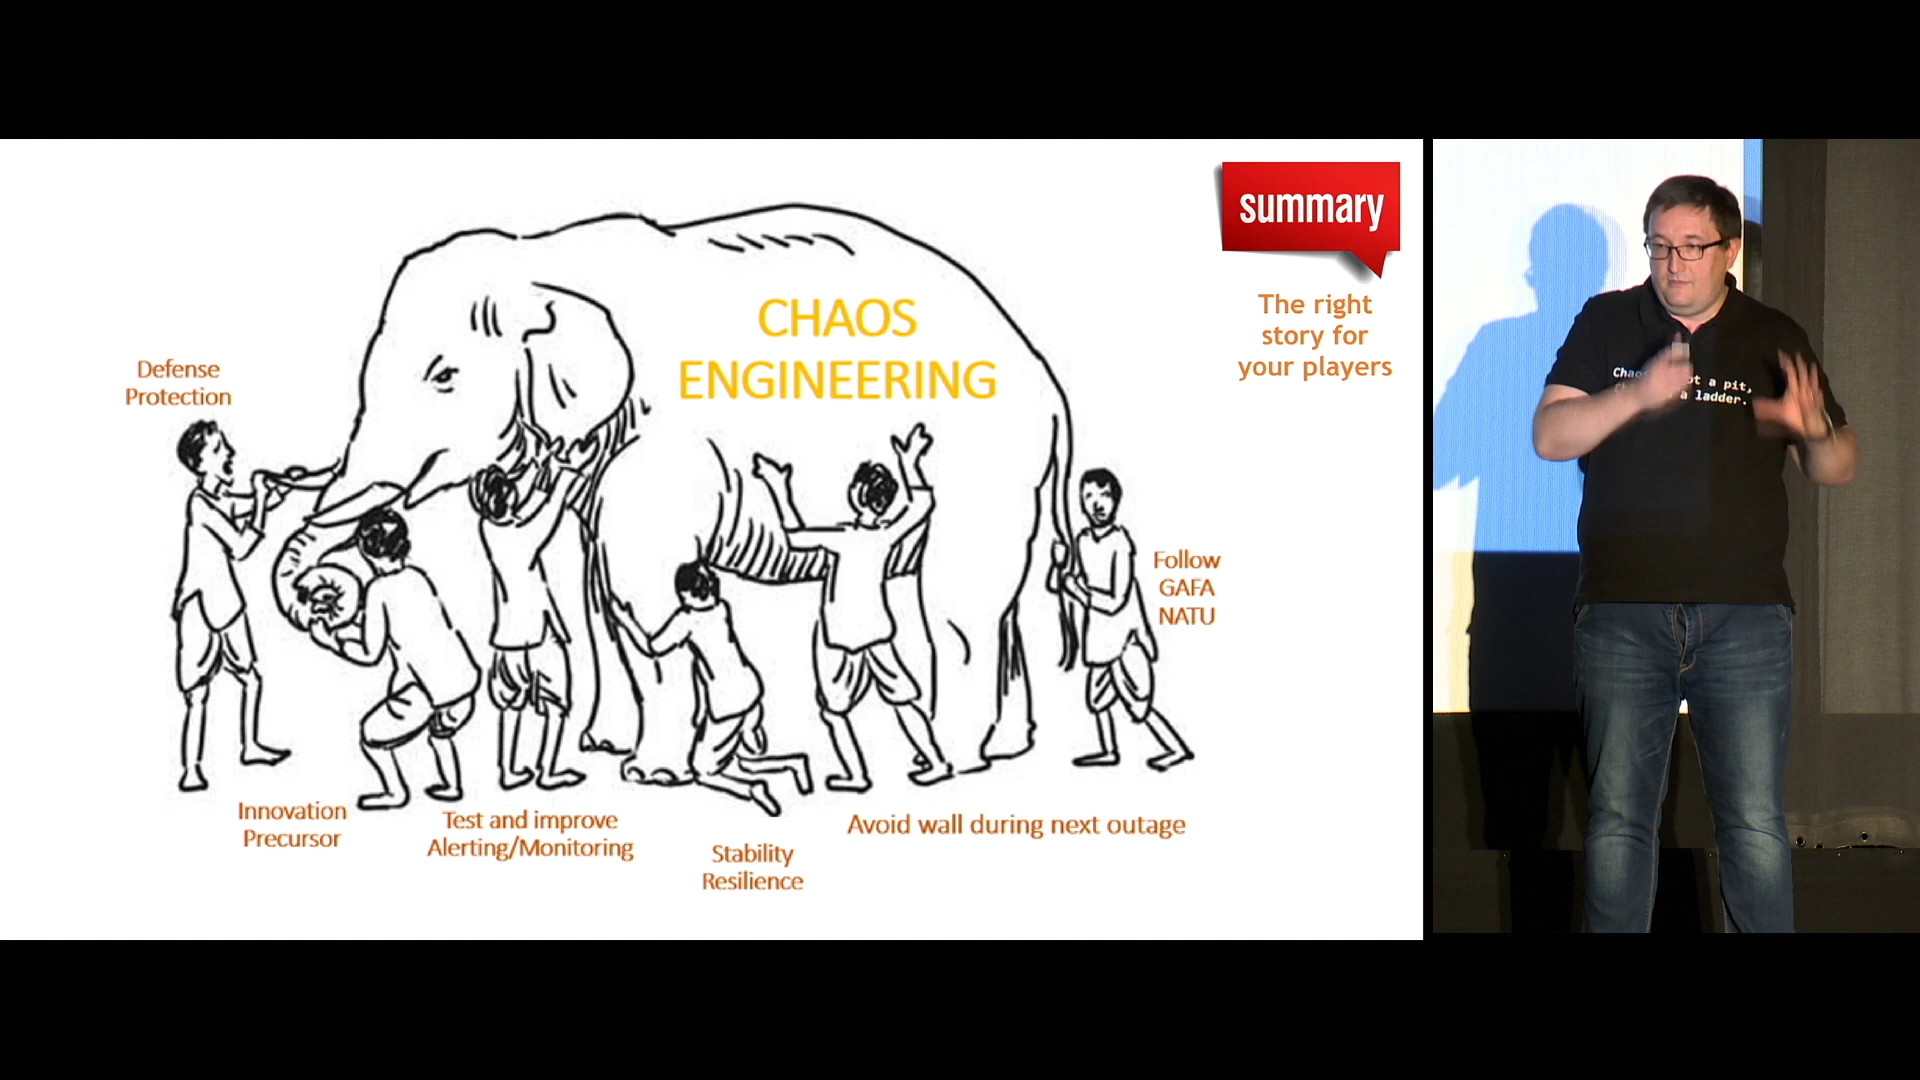 summary
The right
story for
your players
CHAOS
ENGINEERING
Defense
Protection
Follow
GAFA
NATU
Innovation
Precursor
Test and improve
Alerting/Monitoring
Stability
Resilience
Avoid wall during next outage
a pit,
a ladder.